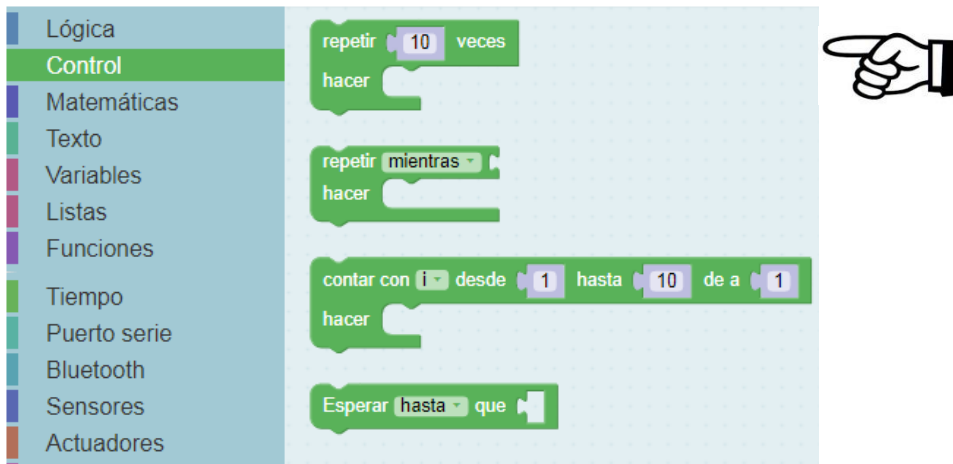 Lógica
Control
Matemáticas
Texto
Variables
Listas
Funciones
Tiempo
Puerto serie
Bluetooth
Sensores
Actuadores
repetir 10 veces
hacer
repetir mientras
hacer
contar con i desde 1 hasta 10 de a 1
hacer
Esperar hasta que